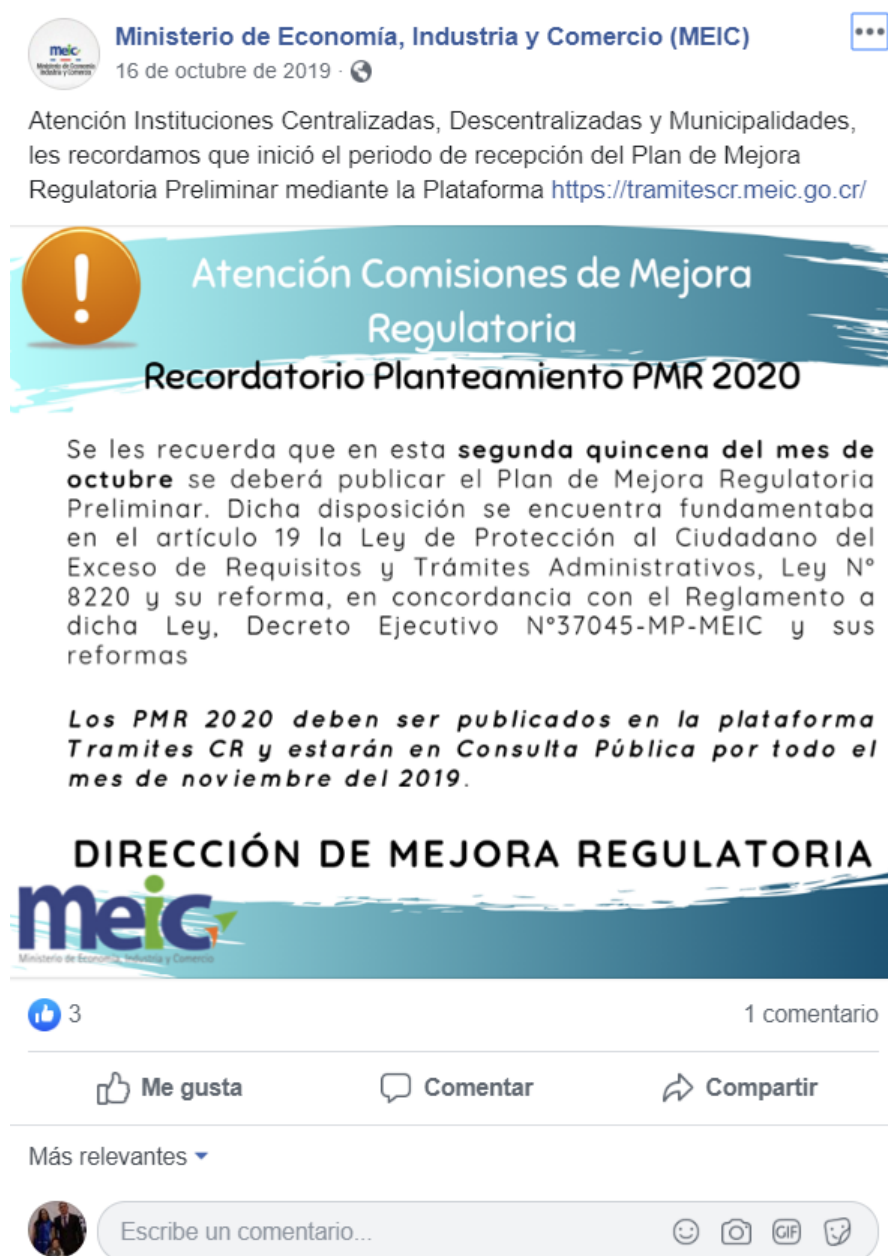 meic
Ministerio de Economía
Industria y Comercio
Ministerio de Economía, Industria y Comercio (MEIC)
16 de octubre de 2019 ·
Atención Instituciones Centralizadas, Descentralizadas y Municipalidades,
les recordamos que inició el periodo de recepción del Plan de Mejora
Regulatoria Preliminar mediante la Plataforma https://tramitescr.meic.go.cr/
!
Atención Comisiones de Mejora
Regulatoria
Recordatorio Planteamiento PMR 2020
Se les recuerda que en esta segunda quincena del mes de
octubre se deberá publicar el Plan de Mejora Regulatoria
Preliminar. Dicha disposición se encuentra fundamentaba
en el artículo 19 la Ley de Protección al Ciudadano del
Exceso de Requisitos y Trámites Administrativos, Ley N°
8220 y su reforma, en concordancia con el Reglamento a
dicha Ley, Decreto Ejecutivo N°37045-MP-MEIC y sus
reformas
Los PMR 2020 deben ser publicados en la plataforma
Tramites CR y estarán en Consulta Pública por todo el
mes de noviembre del 2019.
DIRECCIÓN DE MEJORA REGULATORIA
meic
Ministerio de Economía, Industria y Comercio
3
1 comentario
Me gusta
Comentar
Compartir
Más relevantes
Escribe un comentario...
GIF